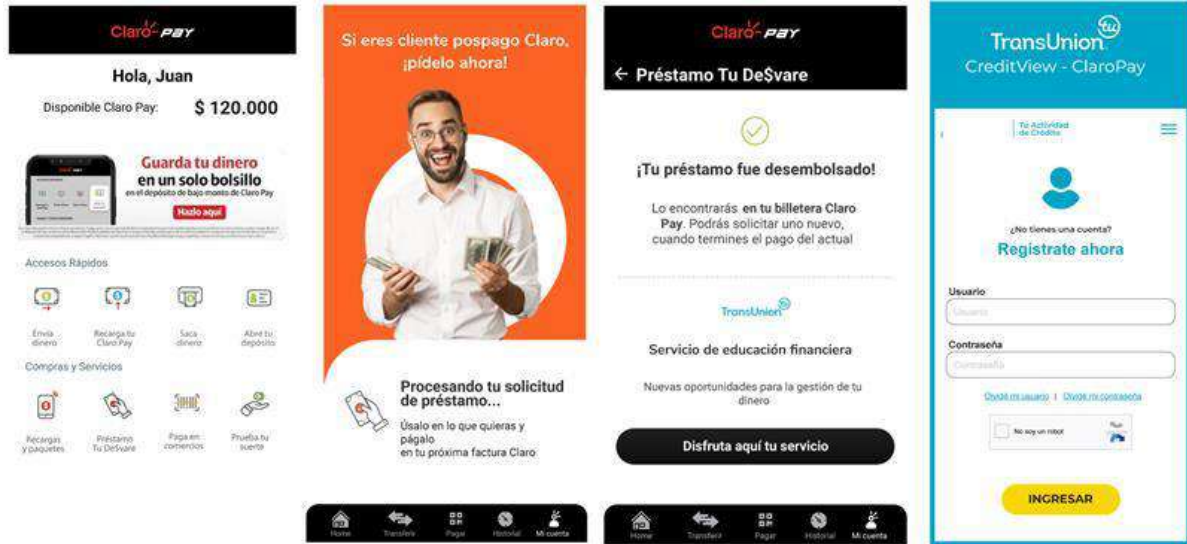 Claro pay
Hola, Juan
Disponible Claro Pay: $ 120.000
Guarda tu dinero
en un solo bolsillo
en el depósito de bajo monto de Claro Pay
Hazlo aquí
Accesos Rápidos
Envía
dinero
Recarga tu
Claro Pay
Saca
dinero
Abre tu
depósito
Compras y Servicios
Recargas
y paquetes
Préstamo
Tu De$vare
Paga en
comercios
Prueba tu
suerte
Si eres cliente pospago Claro,
¡pídelo ahora!
Procesando tu solicitud
de préstamo...
Úsalo en lo que quieras y
págalo
en tu próxima factura Claro
Home Transferir Pagar Historial Mi cuenta
Claro pay
← Préstamo Tu De$vare
¡Tu préstamo fue desembolsado!
Lo encontrarás en tu billetera Claro
Pay. Podrás solicitar uno nuevo,
cuando termines el pago del actual
TransUnion tu
Servicio de educación financiera
Nuevas oportunidades para la gestión de tu
dinero
Disfruta aquí tu servicio
Home Transferir Pagar Historial Mi cuenta
TransUnion tu
CreditView - ClaroPay
Tu Actividad
de Crédito
¿No tienes una cuenta?
Registrate ahora
Usuario
Usuario
Contraseña
Contraseña
Olvidé mi usuario | Olvidé mi contraseña
No soy un robot
INGRESAR